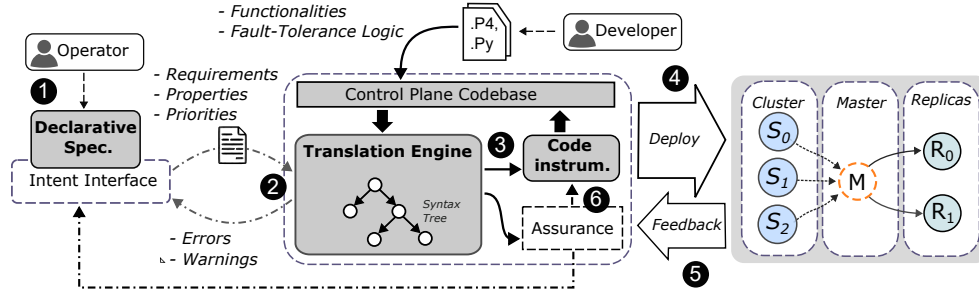 - Functionalities
- Fault-Tolerance Logic
.P4,
.Py
Developer
Operator
1
- Requirements
- Properties
- Priorities
Declarative
Spec.
Intent Interface
2
- Errors
- Warnings
Control Plane Codebase
Translation Engine
Syntax
Tree
3
Code
instrum.
6
Assurance
4
Deploy
Feedback
5
Cluster
Master
Replicas
S0
S1
S2
M
R0
R1